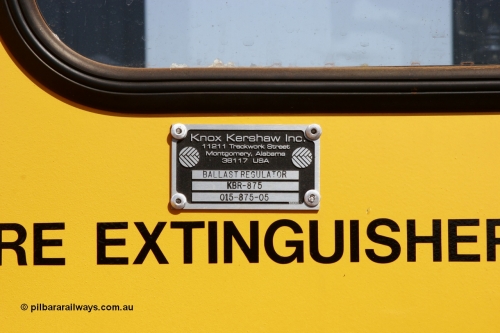 Knox Kershaw Inc.
11211 Trackwork Street
Montgomery, Alabama
36117 USA
BALLAST REGULATOR
KBR-875
015-875-05
RE EXTINGUISHER
© pilbararailways.com.au